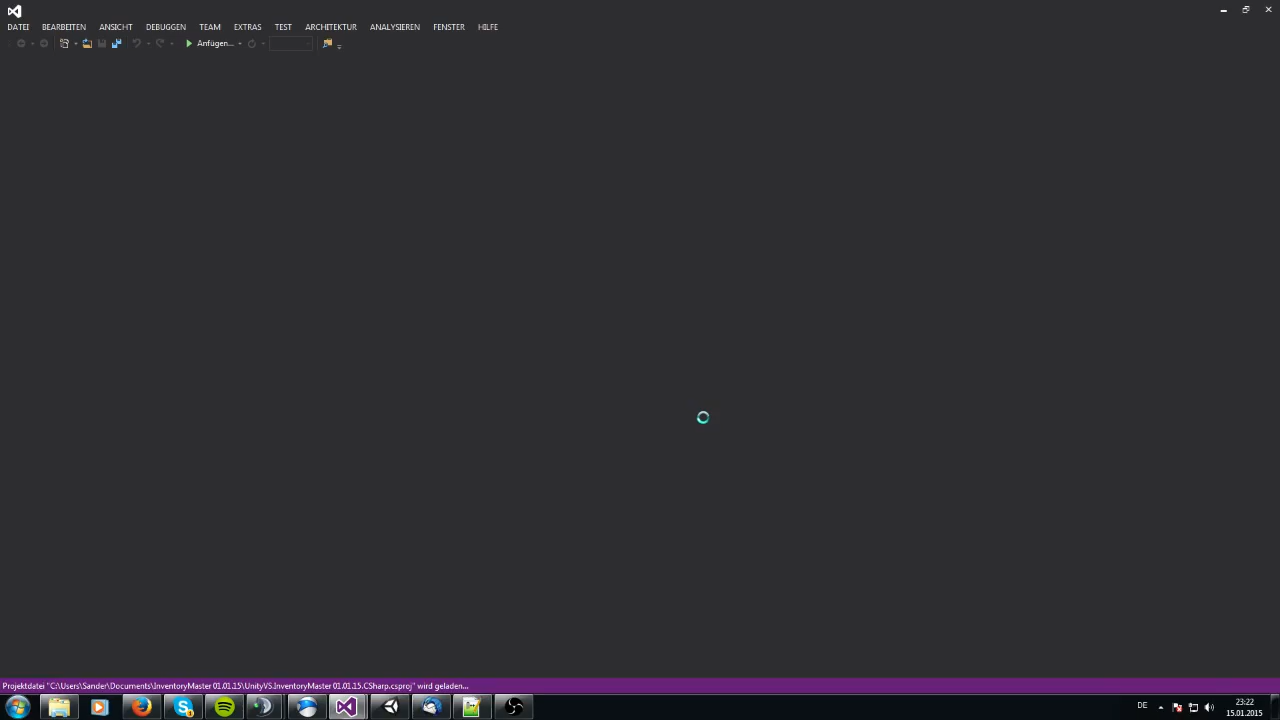 DATEI BEARBEITEN ANSICHT DEBUGGEN TEAM EXTRAS TEST ARCHITEKTUR ANALYSIEREN FENSTER HILFE
Anfügen...
Projektdatei "C:\Users\Sander\Documents\InventoryMaster 01.01.15\UnityVS.InventoryMaster 01.01.15.CSharp.csproj" wird geladen...
DE
23:22
15.01.2015